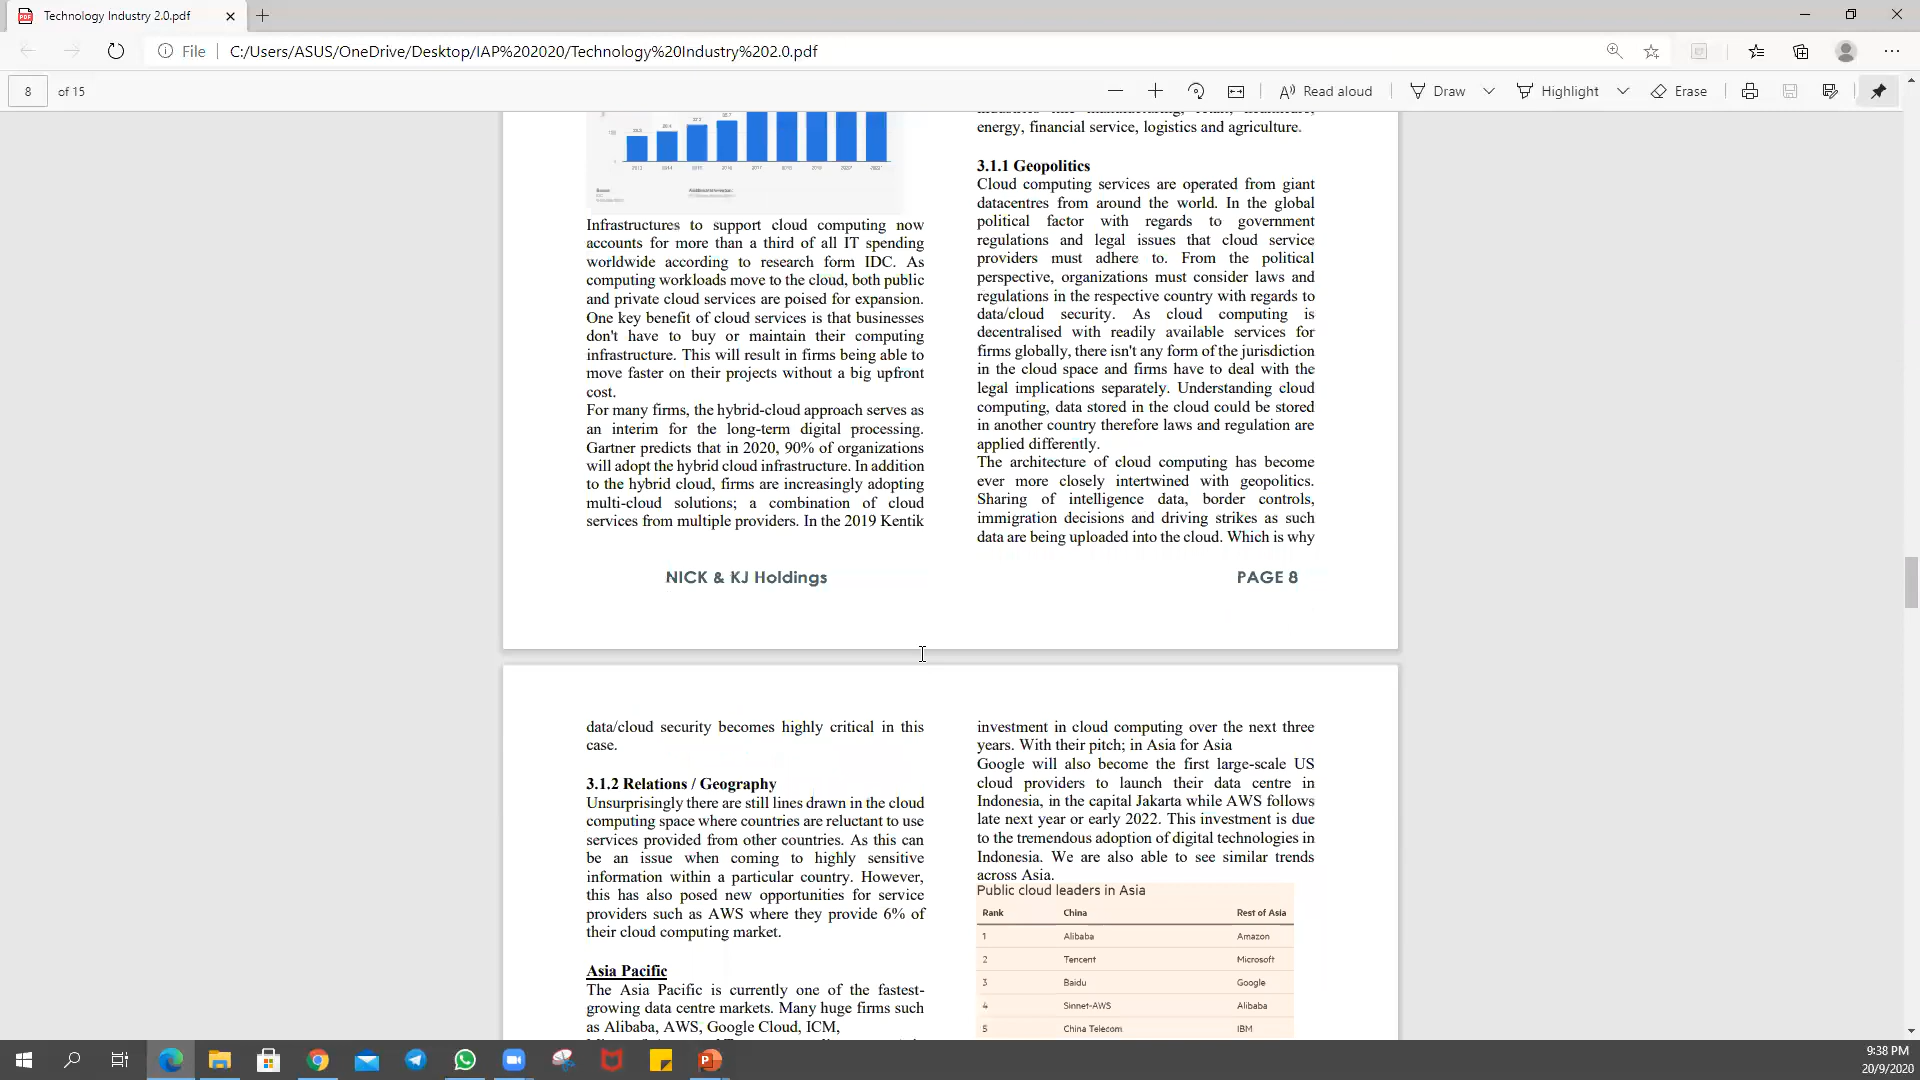 Technology Industry 2.0.pdf
File
C:/Users/ASUS/OneDrive/Desktop/IAP%202020/Technology%20Industry%202.0.pdf
8
of 15
Read aloud
Draw
Highlight
Erase
2013 2014 2015 2016 2017
Infrastructures to support cloud computing now
accounts for more than a third of all IT spending
worldwide according to research form IDC. As
computing workloads move to the cloud, both public
and private cloud services are poised for expansion.
One key benefit of cloud services is that businesses
don't have to buy or maintain their computing
infrastructure. This will result in firms being able to
move faster on their projects without a big upfront
cost.
For many firms, the hybrid-cloud approach serves as
an interim for the long-term digital processing.
Gartner predicts that in 2020, 90% of organizations
will adopt the hybrid cloud infrastructure. In addition
to the hybrid cloud, firms are increasingly adopting
multi-cloud solutions; a combination of cloud
services from multiple providers. In the 2019 Kentik
energy, financial service, logistics and agriculture.
3.1.1 Geopolitics
Cloud computing services are operated from giant
datacentres from around the world. In the global
political factor with regards to government
regulations and legal issues that cloud service
providers must adhere to. From the political
perspective, organizations must consider laws and
regulations in the respective country with regards to
data/cloud security. As cloud computing is
decentralised with readily available services for
firms globally, there isn't any form of the jurisdiction
in the cloud space and firms have to deal with the
legal implications separately. Understanding cloud
computing, data stored in the cloud could be stored
in another country therefore laws and regulation are
applied differently.
The architecture of cloud computing has become
ever more closely intertwined with geopolitics.
Sharing of intelligence data, border controls,
immigration decisions and driving strikes as such
data are being uploaded into the cloud. Which is why
NICK & KJ Holdings
PAGE 8
data/cloud security becomes highly critical in this
case.
3.1.2 Relations / Geography
Unsurprisingly there are still lines drawn in the cloud
computing space where countries are reluctant to use
services provided from other countries. As this can
be an issue when coming to highly sensitive
information within a particular country. However,
this has also posed new opportunities for service
providers such as AWS where they provide 6% of
their cloud computing market.
Asia Pacific
The Asia Pacific is currently one of the fastest-
growing data centre markets. Many huge firms such
as Alibaba, AWS, Google Cloud, ICM,
investment in cloud computing over the next three
years. With their pitch; in Asia for Asia
Google will also become the first large-scale US
cloud providers to launch their data centre in
Indonesia, in the capital Jakarta while AWS follows
late next year or early 2022. This investment is due
to the tremendous adoption of digital technologies in
Indonesia. We are also able to see similar trends
across Asia.
Public cloud leaders in Asia
Rank China Rest of Asia
1 Alibaba Amazon
2 Tencent Microsoft
3 Baidu Google
4 Sinnet-AWS Alibaba
5 China Telecom IBM
9:38 PM
20/9/2020